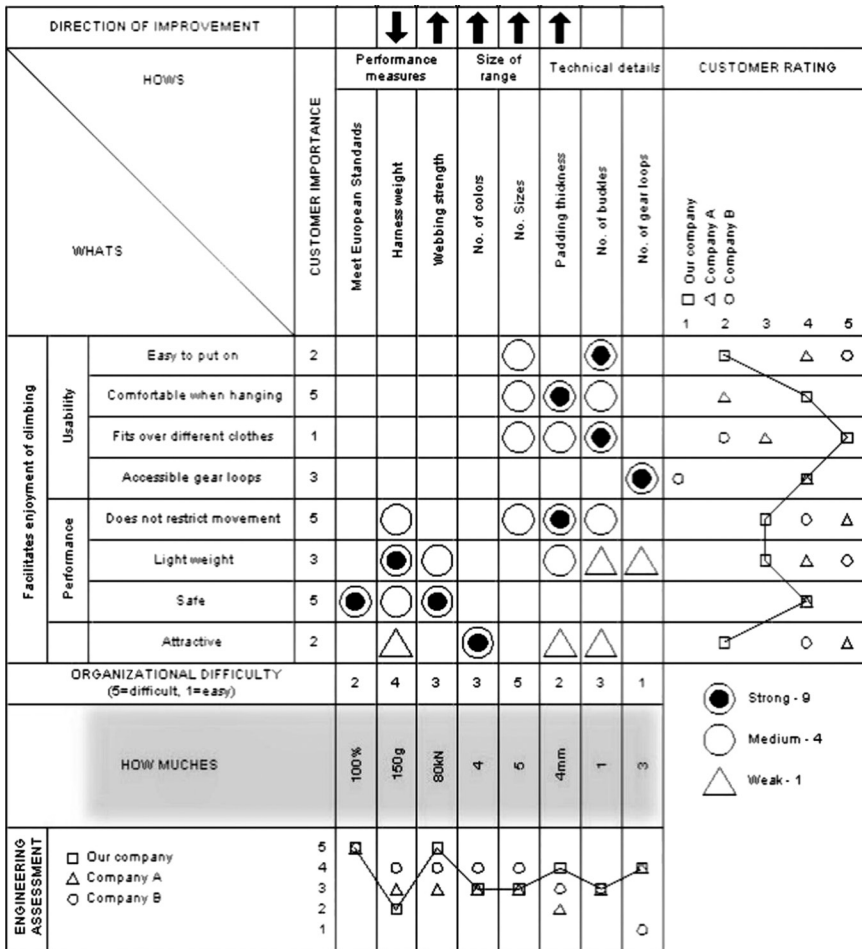 DIRECTION OF IMPROVEMENT
HOWS
WHATS
CUSTOMER IMPORTANCE
Performance measures
Size of range
Technical details
CUSTOMER RATING
Meet European Standards
Harness weight
Webbing strength
No. of colors
No. Sizes
Padding thickness
No. of buckles
No. of gear loops
Our company
Company A
Company B
1 2 3 4 5
Facilitates enjoyment of climbing
Usability
Easy to put on 2
Comfortable when hanging 5
Fits over different clothes 1
Accessible gear loops 3
Performance
Does not restrict movement 5
Light weight 3
Safe 5
Attractive 2
ORGANIZATIONAL DIFFICULTY
(5=difficult, 1=easy)
2 4 3 3 5 2 3 1
HOW MUCHES
100% 150g 80kN 4 5 4mm 1 3
Strong - 9
Medium - 4
Weak - 1
ENGINEERING ASSESSMENT
Our company
Company A
Company B
5
4
3
2
1